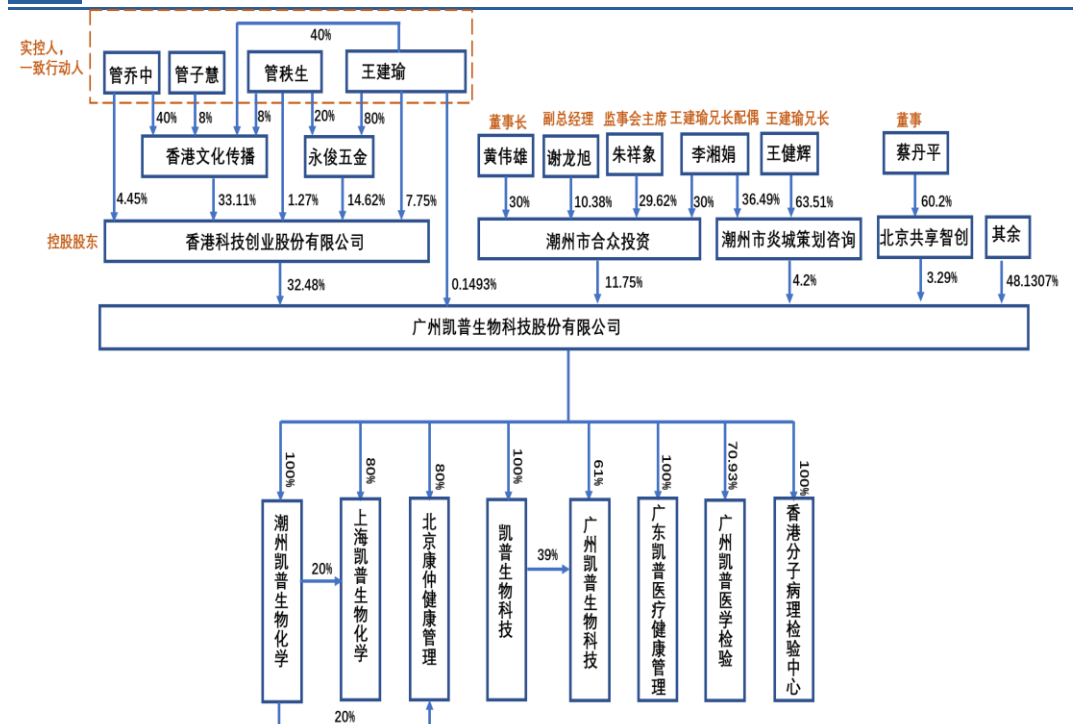 40%
实控人，
一致行动人
管乔中
管子慧
管秩生
王建瑜
40%
8%
8%
20%
80%
香港文化传播
永俊五金
4.45%
33.11%
1.27%
14.62%
7.75%
控股股东
香港科技创业股份有限公司
董事长
副总经理
监事会主席
王建瑜兄长配偶
王建瑜兄长
董事
黄伟雄
谢龙旭
朱祥象
李湘娟
王健辉
蔡丹平
30%
10.38%
29.62%
30%
36.49%
63.51%
60.2%
潮州市合众投资
潮州市炎城策划咨询
北京共享智创
其余
32.48%
0.1493%
11.75%
4.2%
3.29%
48.1307%
广州凯普生物科技股份有限公司
100%
80%
80%
100%
61%
100%
70.93%
100%
潮州凯普生物化学
上海凯普生物化学
北京康仲健康管理
凯普生物科技
广州凯普生物科技
广东凯普医疗健康管理
广州凯普医学检验
香港分子病理检验中心
20%
39%
20%